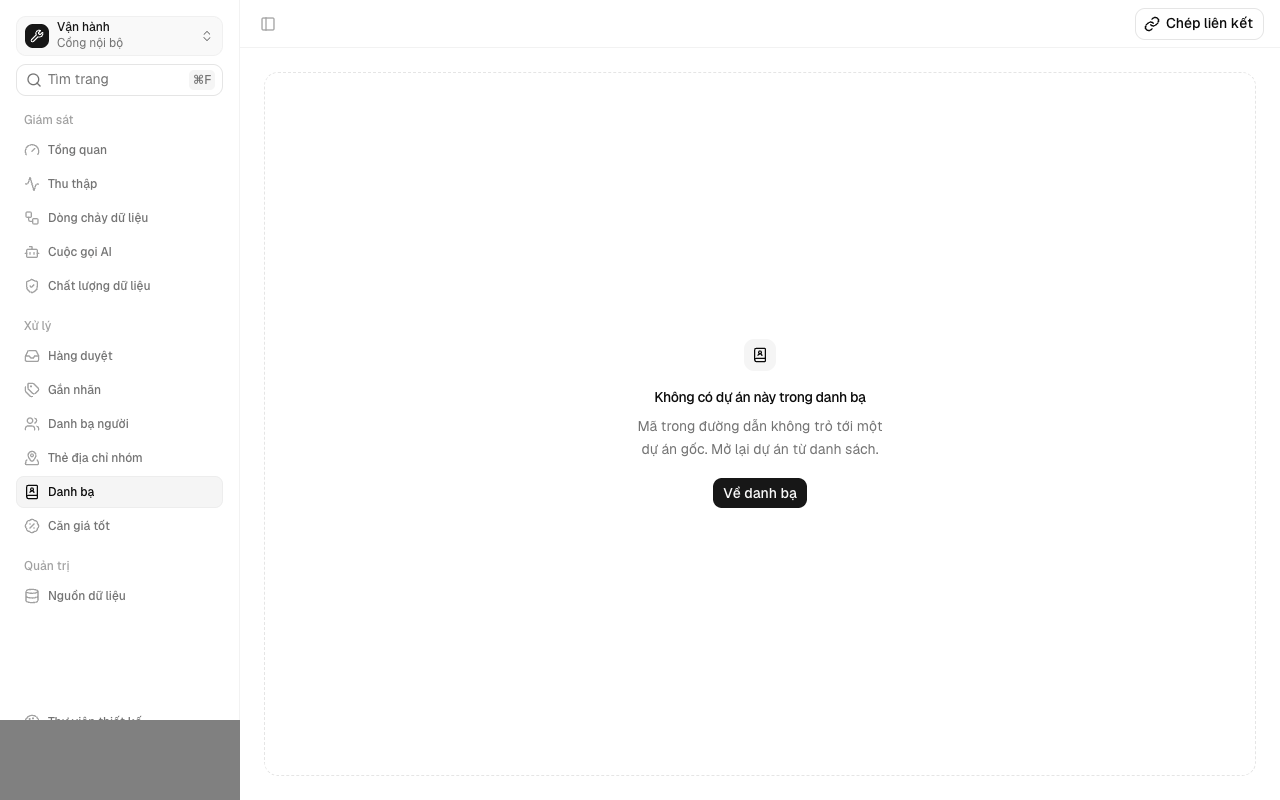 Vận hành
Cổng nội bộ
Tìm trang
⌘F
Giám sát
Tổng quan
Thu thập
Dòng chảy dữ liệu
Cuộc gọi AI
Chất lượng dữ liệu
Xử lý
Hàng duyệt
Gắn nhãn
Danh bạ người
Thẻ địa chỉ nhóm
Danh bạ
Căn giá tốt
Quản trị
Nguồn dữ liệu
Chép liên kết
Không có dự án này trong danh bạ
Mã trong đường dẫn không trỏ tới một
dự án gốc. Mở lại dự án từ danh sách.
Về danh bạ